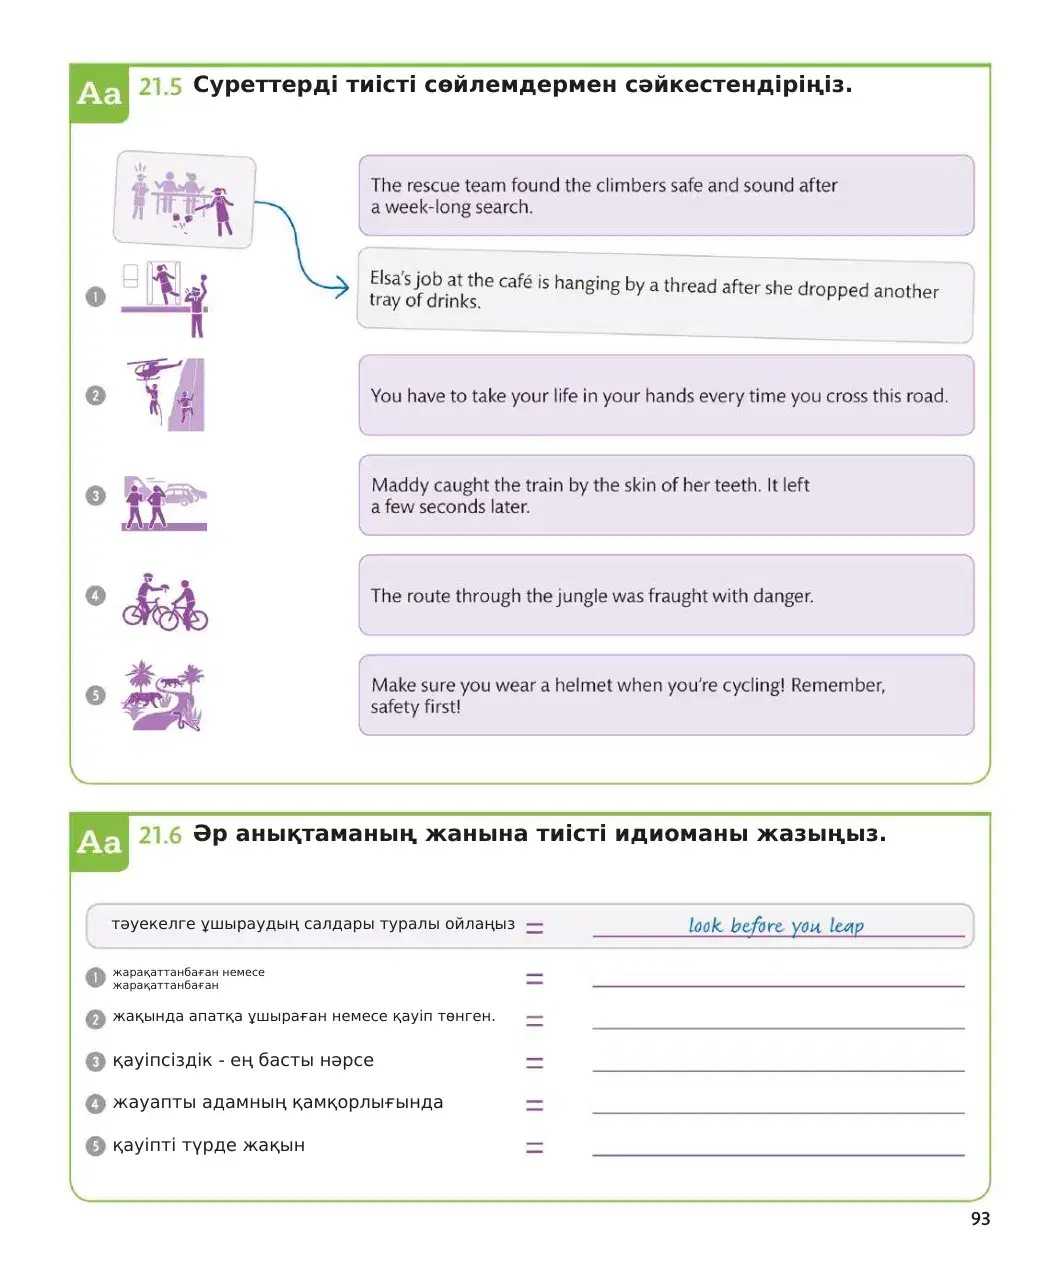 Aa 21.5 Суреттерді тиісті сөйлемдермен сәйкестендіріңіз.
The rescue team found the climbers safe and sound after
a week-long search.
Elsa's job at the café is hanging by a thread after she dropped another
tray of drinks.
1
2
You have to take your life in your hands every time you cross this road.
3
Maddy caught the train by the skin of her teeth. It left
a few seconds later.
4
The route through the jungle was fraught with danger.
5
Make sure you wear a helmet when you're cycling! Remember,
safety first!
Aa 21.6 Әр анықтаманың жанына тиісті идиоманы жазыңыз.
тәуекелге ұшыраудың салдары туралы ойлаңыз = look before you leap
1 жарақаттанбаған немесе
жарақаттанбаған =
2 жақында апатқа ұшыраған немесе қауіп төнген. =
3 қауіпсіздік - ең басты нәрсе =
4 жауапты адамның қамқорлығында =
5 қауіпті түрде жақын =
93